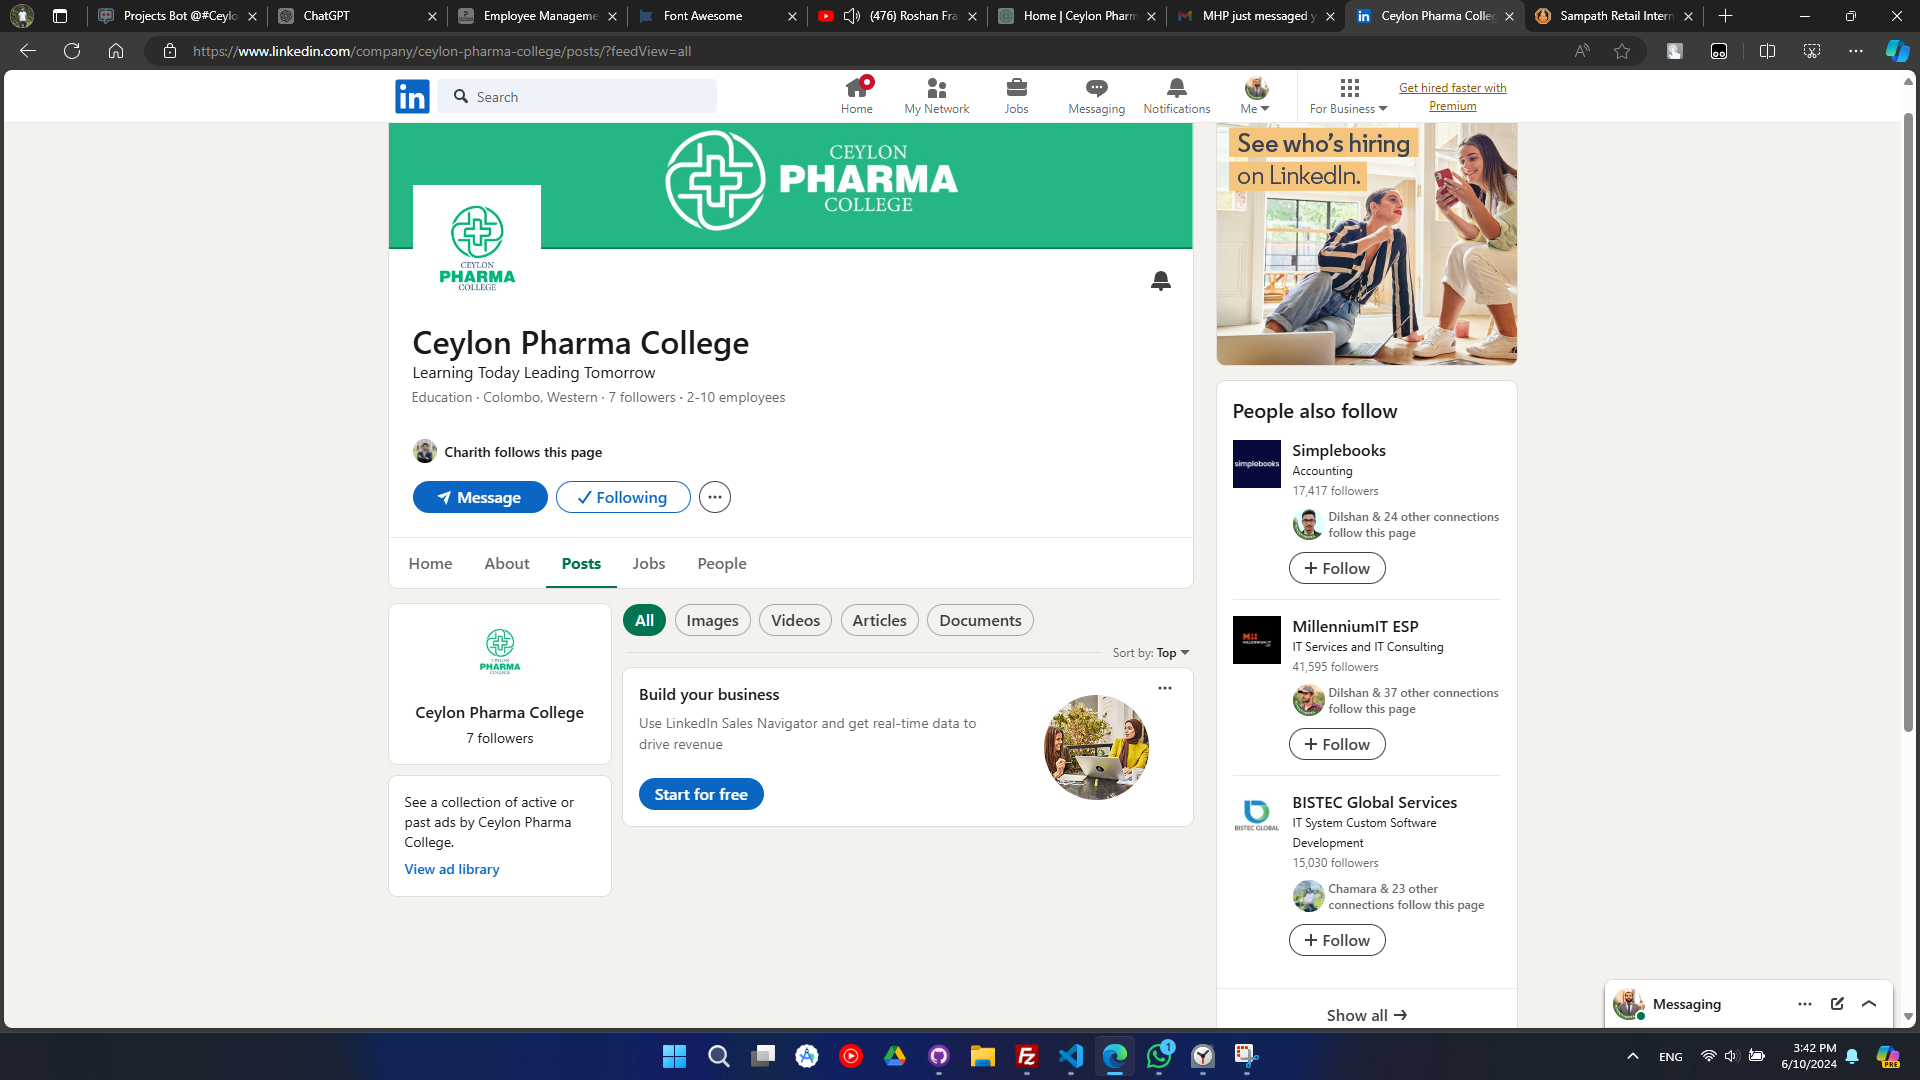 Projects Bot @#Ceylo
ChatGPT
Employee Manageme
Font Awesome
(476) Roshan Fra
Home | Ceylon Pharm
MHP just messaged y
Ceylon Pharma Colleg
Sampath Retail Intern
https://www.linkedin.com/company/ceylon-pharma-college/posts/?feedView=all
in
Search
Home
My Network
Jobs
Messaging
Notifications
Me
For Business
Get hired faster with
Premium
CEYLON
PHARMA
COLLEGE
CEYLON
PHARMA
COLLEGE
Ceylon Pharma College
Learning Today Leading Tomorrow
Education · Colombo, Western · 7 followers · 2-10 employees
Charith follows this page
Message
Following
Home
About
Posts
Jobs
People
CEYLON
PHARMA
COLLEGE
Ceylon Pharma College
7 followers
See a collection of active or
past ads by Ceylon Pharma
College.
View ad library
All
Images
Videos
Articles
Documents
Sort by: Top
Build your business
Use LinkedIn Sales Navigator and get real-time data to
drive revenue
Start for free
See who's hiring
on LinkedIn.
People also follow
simplebooks
Simplebooks
Accounting
17,417 followers
Dilshan & 24 other connections
follow this page
+ Follow
MillenniumIT ESP
IT Services and IT Consulting
41,595 followers
Dilshan & 37 other connections
follow this page
+ Follow
BISTEC GLOBAL
BISTEC Global Services
IT System Custom Software
Development
15,030 followers
Chamara & 23 other
connections follow this page
+ Follow
Show all →
Messaging
1
ENG
3:42 PM
6/10/2024
PRE